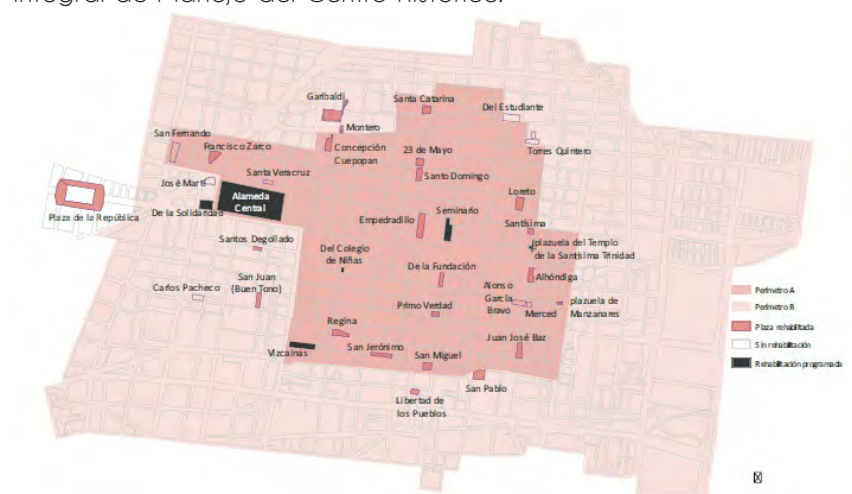 Integral de Manejo del Centro Histórico.
Garibaldi
Santa Catarina
Del Estudiante
Montero
San Fernando
Francisco Zarco
Concepción
Cuepopan
23 de Mayo
Torres Quintero
Santa Veracruz
Santo Domingo
José Martí
Alameda
Central
Loreto
Plaza de la República
De la Solidaridad
Empedradillo
Seminario
Santísima
Santos Degollado
Del Colegio
de Niñas
plazuela del Templo
de la Santísima Trinidad
De la Fundación
Alhóndiga
San Juan
(Buen Tono)
Carlos Pacheco
Alonso
García
Bravo
Merced
plazuela de
Manzanares
Primo Verdad
Regina
Juan José Baz
Vizcaínas
San Jerónimo
San Miguel
San Pablo
Libertad de
los Pueblos
Perímetro A
Perímetro B
Plaza rehabilitada
Sin rehabilitación
Rehabilitación programada